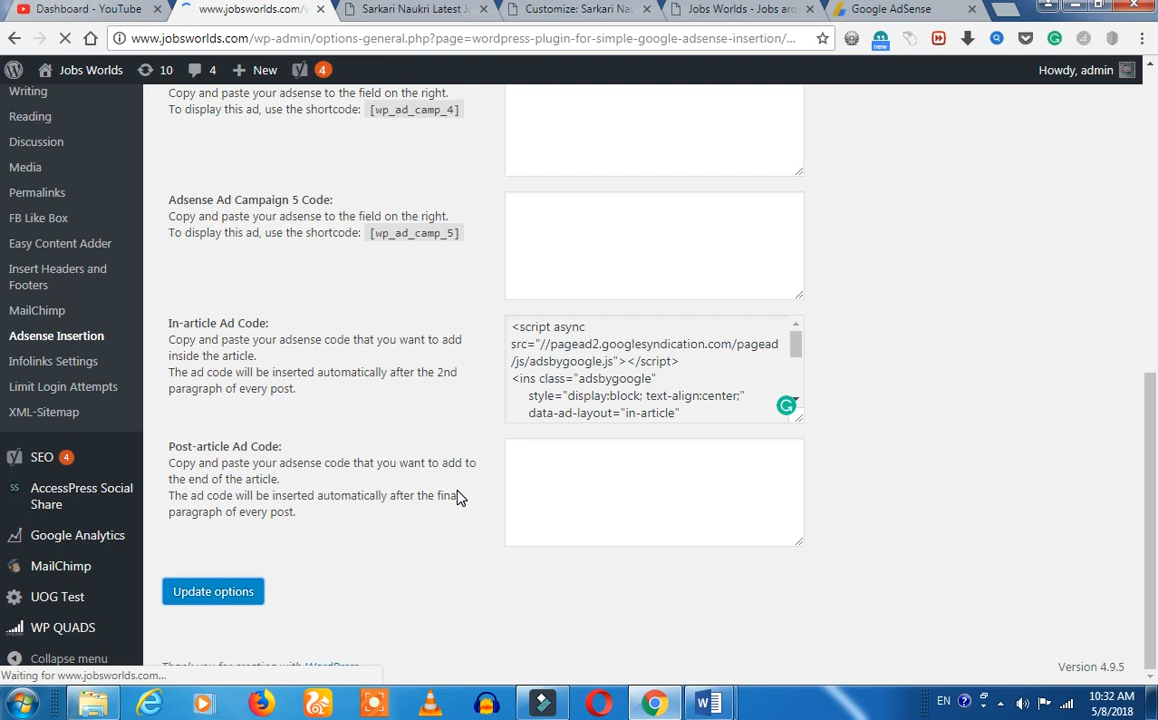 Dashboard - YouTube
www.jobsworlds.com/w
Sarkari Naukri Latest Jo
Customize: Sarkari Nau
Jobs Worlds - Jobs aro
Google AdSense
www.jobsworlds.com/wp-admin/options-general.php?page=wordpress-plugin-for-simple-google-adsense-insertion/...
new
Jobs Worlds
10
4
New
4
Howdy, admin
Writing
Reading
Discussion
Media
Permalinks
FB Like Box
Easy Content Adder
Insert Headers and
Footers
MailChimp
Adsense Insertion
Infolinks Settings
Limit Login Attempts
XML-Sitemap
SEO 4
SS AccessPress Social
Share
Google Analytics
MailChimp
UOG Test
WP QUADS
Collapse menu
Copy and paste your adsense to the field on the right.
To display this ad, use the shortcode: [wp_ad_camp_4]
Adsense Ad Campaign 5 Code:
Copy and paste your adsense to the field on the right.
To display this ad, use the shortcode: [wp_ad_camp_5]
In-article Ad Code:
Copy and paste your adsense code that you want to add
inside the article.
The ad code will be inserted automatically after the 2nd
paragraph of every post.
<script async
src="//pagead2.googlesyndication.com/pagead
/js/adsbygoogle.js"></script>
<ins class="adsbygoogle"
style="display:block; text-align:center;"
data-ad-layout="in-article"
Post-article Ad Code:
Copy and paste your adsense code that you want to add to
the end of the article.
The ad code will be inserted automatically after the final
paragraph of every post.
Update options
Thank you for creating with WordPress.
Version 4.9.5
Waiting for www.jobsworlds.com...
EN
10:32 AM
5/8/2018